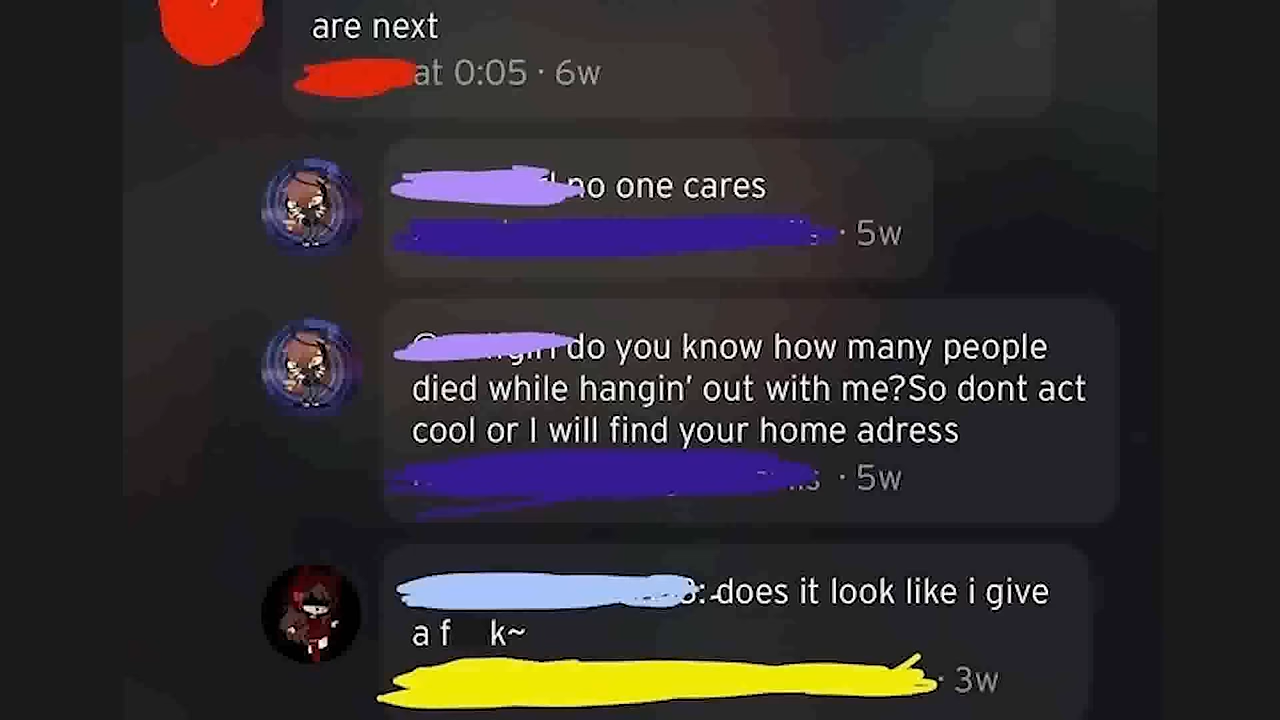 are next
at 0:05 · 6w
no one cares
· 5w
do you know how many people
died while hangin’ out with me?So dont act
cool or I will find your home adress
· 5w
does it look like i give
a f k~
· 3w